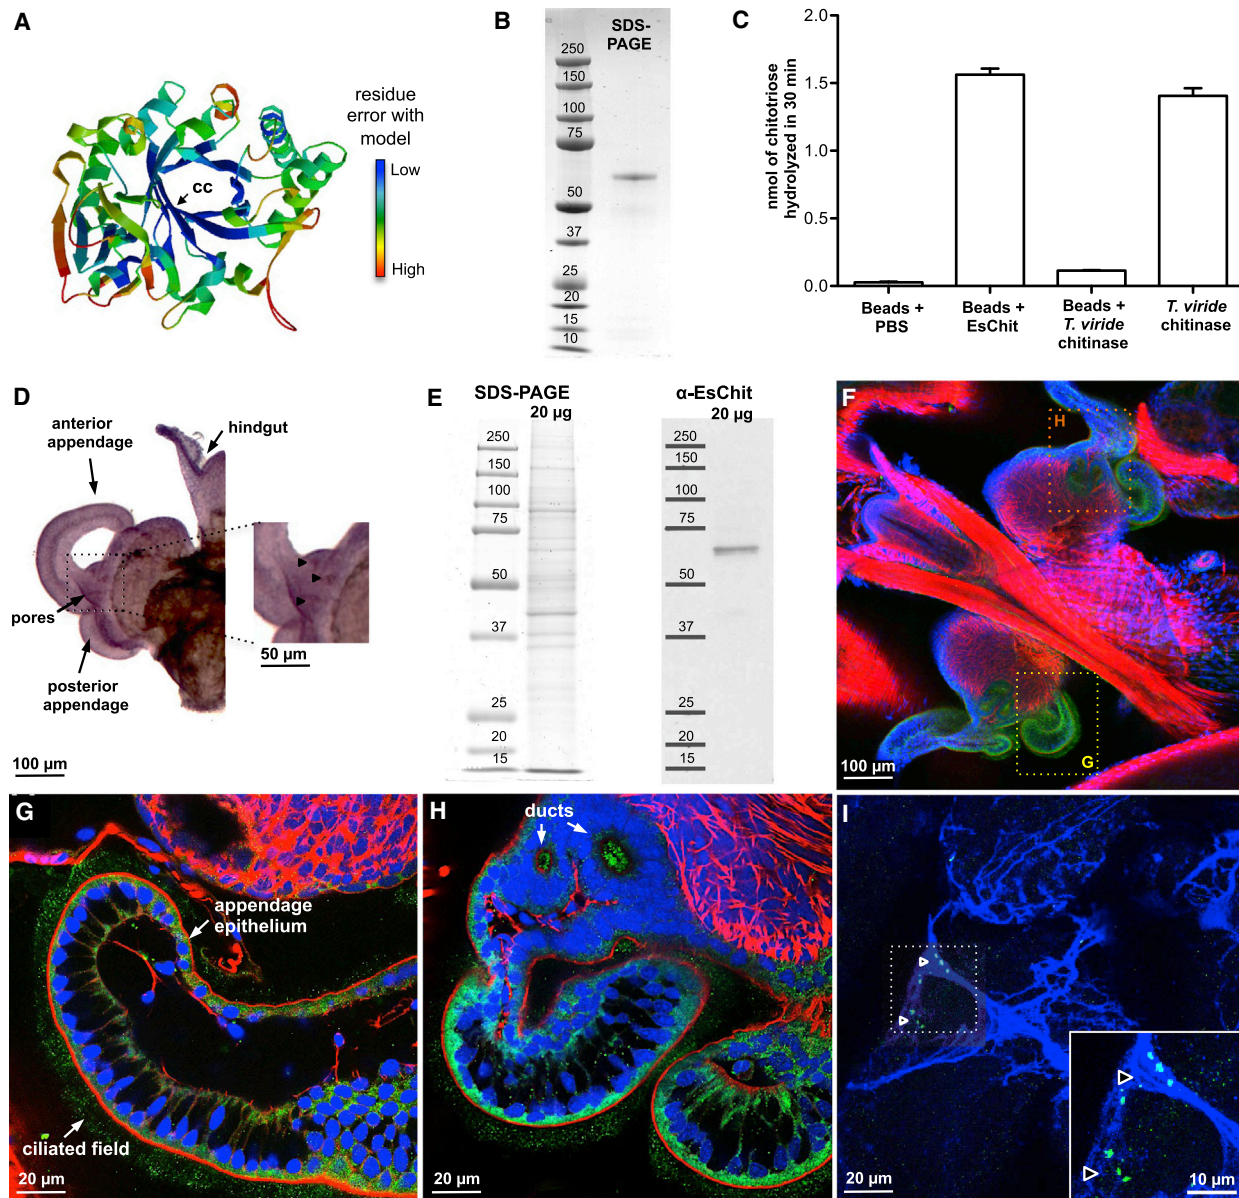 A
residue
error with
model
Low
High
cc
B
SDS-
PAGE
250
150
100
75
50
37
25
20
15
10
C
nmol of chitotriose
hydrolyzed in 30 min
2.0
1.5
1.0
0.5
0.0
Beads +
PBS
Beads +
EsChit
Beads +
T. viride
chitinase
T. viride
chitinase
D
anterior
appendage
hindgut
pores
50 µm
posterior
appendage
100 µm
E
SDS-PAGE
20 µg
250
150
100
75
50
37
25
20
15
α-EsChit
20 µg
250
150
100
75
50
37
25
20
15
F
H
G
100 µm
G
appendage
epithelium
ciliated field
20 µm
H
ducts
20 µm
I
20 µm
10 µm